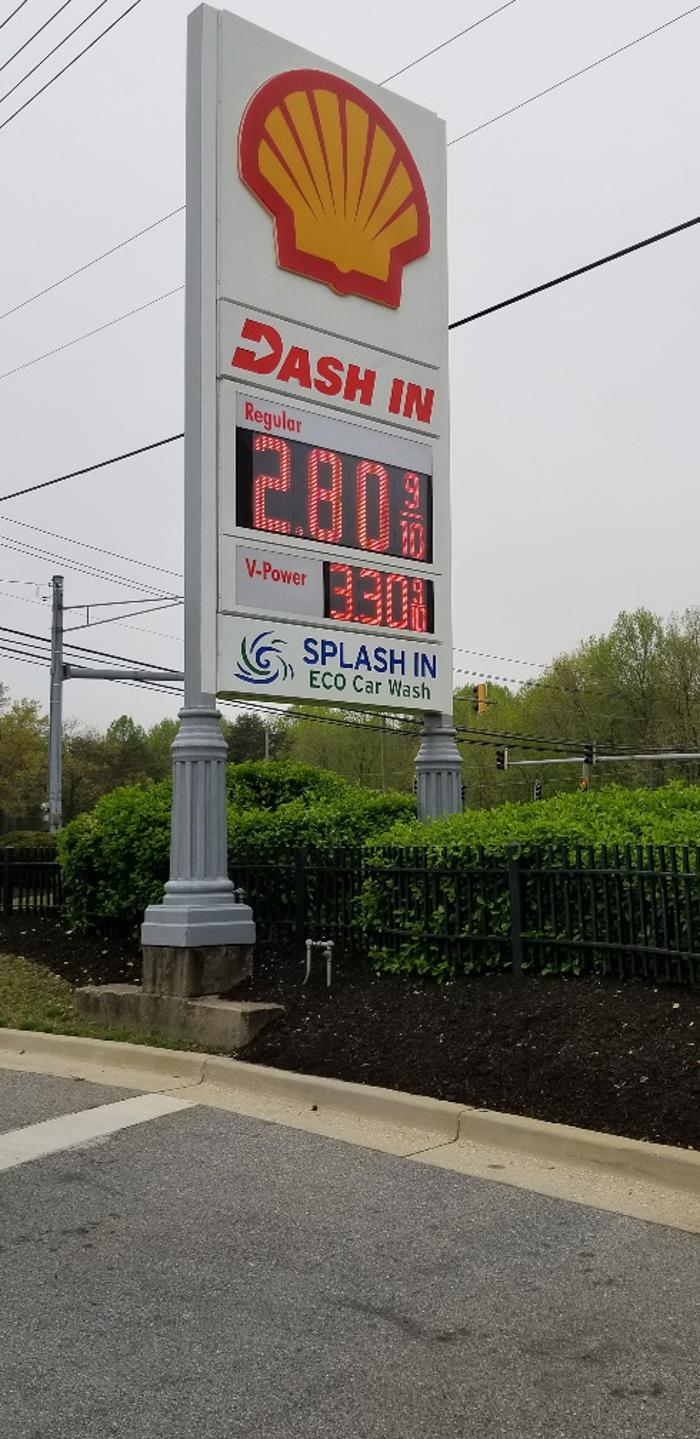 DASH IN
Regular
2.80 9/10
V-Power
3.30 9/10
SPLASH IN
ECO Car Wash